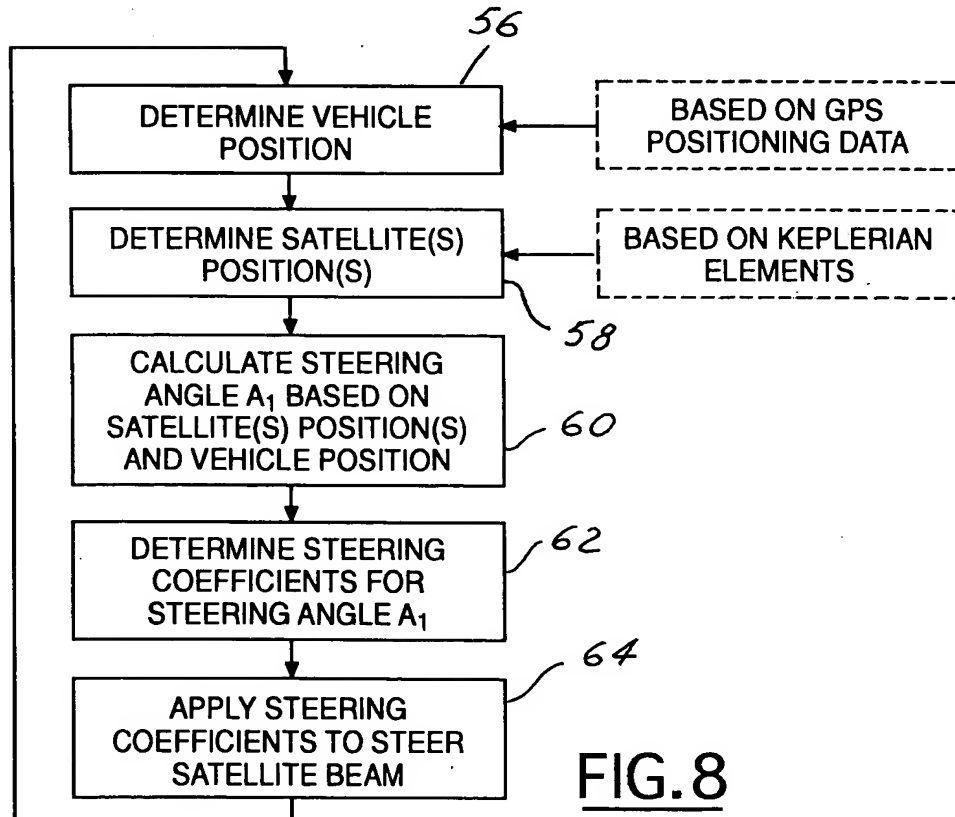 56
DETERMINE VEHICLE
POSITION
BASED ON GPS
POSITIONING DATA
DETERMINE SATELLITE(S)
POSITION(S)
BASED ON KEPLERIAN
ELEMENTS
58
CALCULATE STEERING
ANGLE A₁ BASED ON
SATELLITE(S) POSITION(S)
AND VEHICLE POSITION
60
DETERMINE STEERING
COEFFICIENTS FOR
STEERING ANGLE A₁
62
APPLY STEERING
COEFFICIENTS TO STEER
SATELLITE BEAM
64
FIG. 8